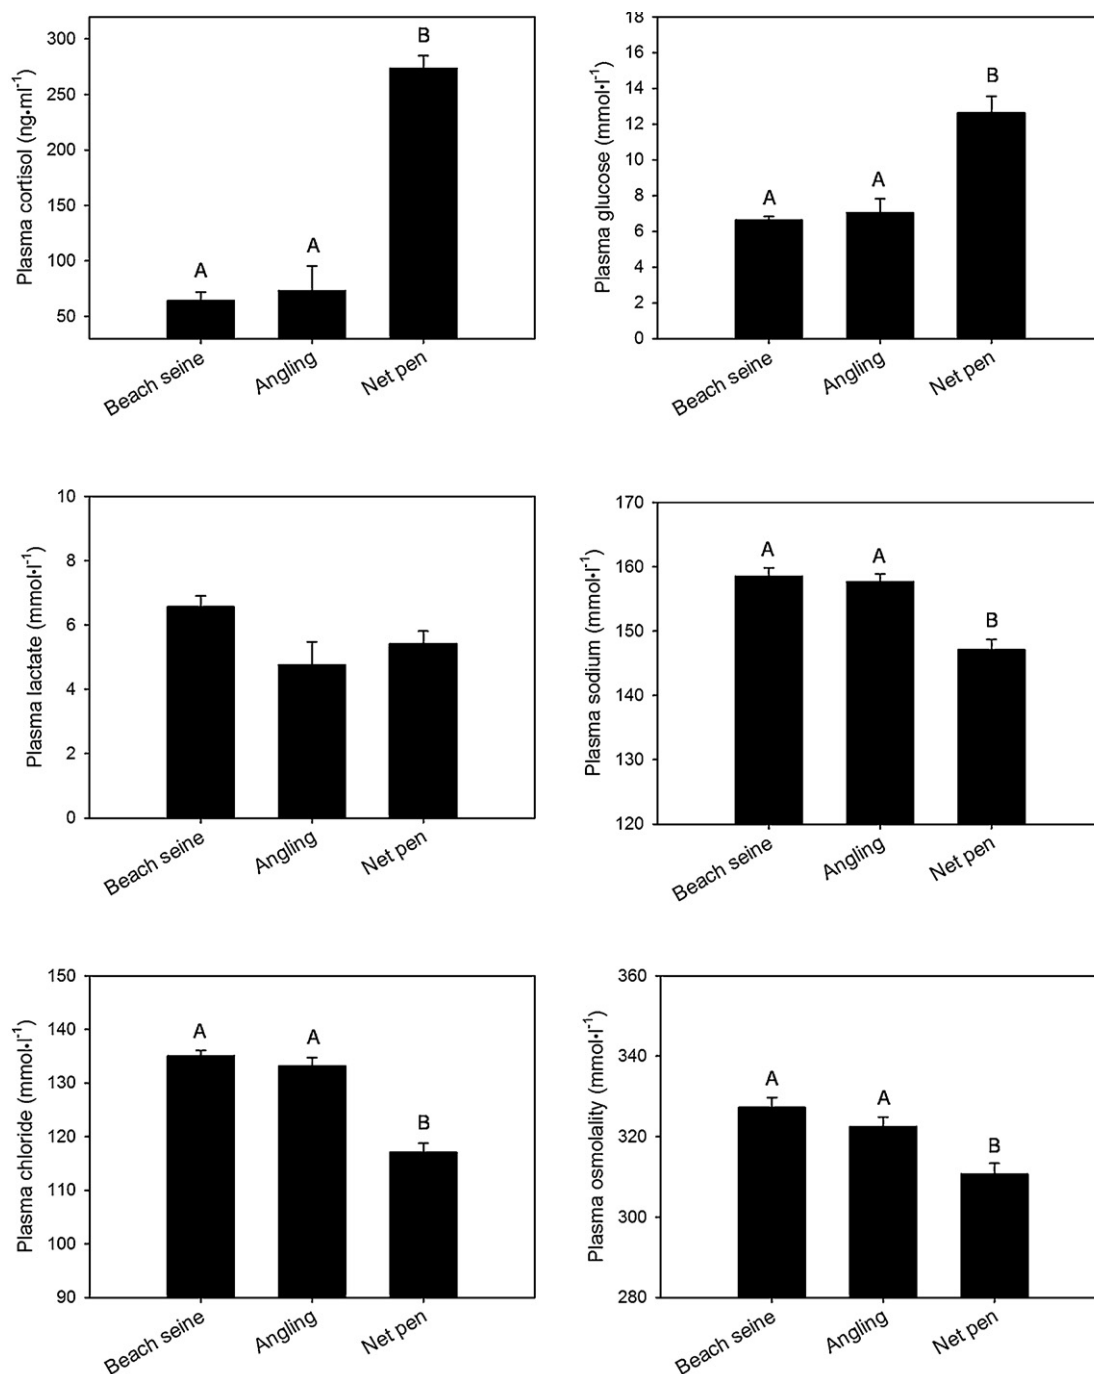 Plasma cortisol (ng•ml⁻¹)
300
250
200
150
100
50
A
A
B
Beach seine
Angling
Net pen
Plasma glucose (mmol•l⁻¹)
18
16
14
12
10
8
6
4
2
0
A
A
B
Beach seine
Angling
Net pen
Plasma lactate (mmol•l⁻¹)
10
8
6
4
2
0
Beach seine
Angling
Net pen
Plasma sodium (mmol•l⁻¹)
170
160
150
140
130
120
A
A
B
Beach seine
Angling
Net pen
Plasma chloride (mmol•l⁻¹)
150
140
130
120
110
100
90
A
A
B
Beach seine
Angling
Net pen
Plasma osmolality (mmol•l⁻¹)
360
340
320
300
280
A
A
B
Beach seine
Angling
Net pen